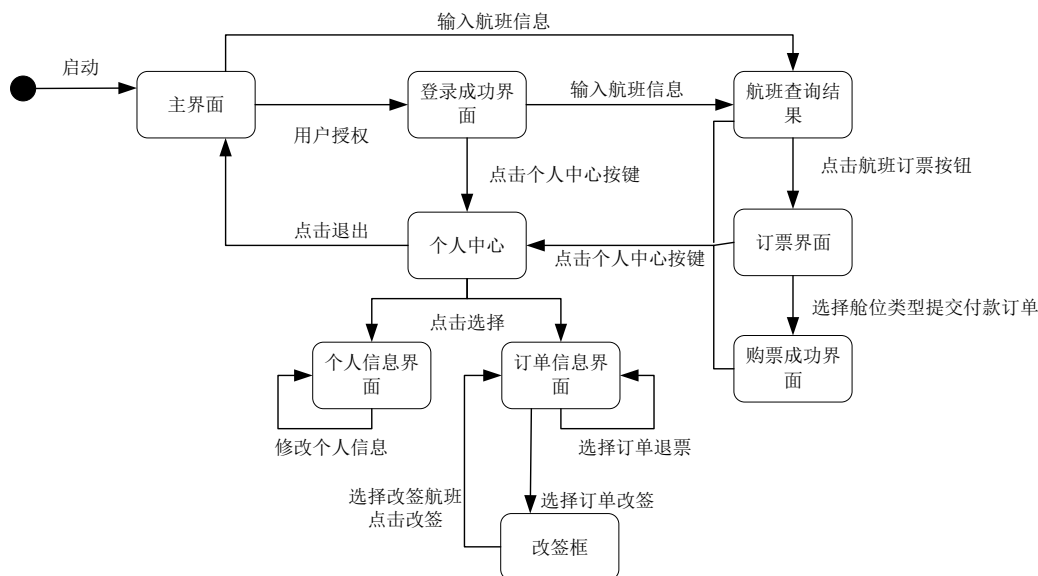 输入航班信息
启动
主界面
登录成功界
面
输入航班信息
航班查询结
果
用户授权
点击个人中心按键
点击航班订票按钮
点击退出
个人中心
点击个人中心按键
订票界面
点击选择
选择舱位类型提交付款订单
个人信息界
面
订单信息界
面
购票成功界
面
修改个人信息
选择订单退票
选择改签航班
点击改签
选择订单改签
改签框